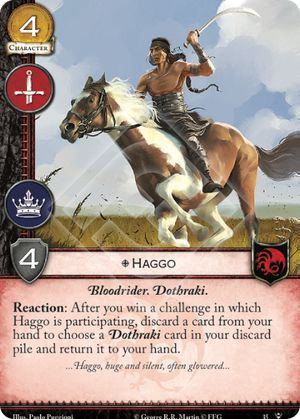 4
Character
4
Haggo
Bloodrider. Dothraki.
Reaction: After you win a challenge in which
Haggo is participating, discard a card from your
hand to choose a Dothraki card in your discard
pile and return it to your hand.
...Haggo, huge and silent, often glowered...
Illus. Paolo Puggioni © George R.R. Martin © FFG